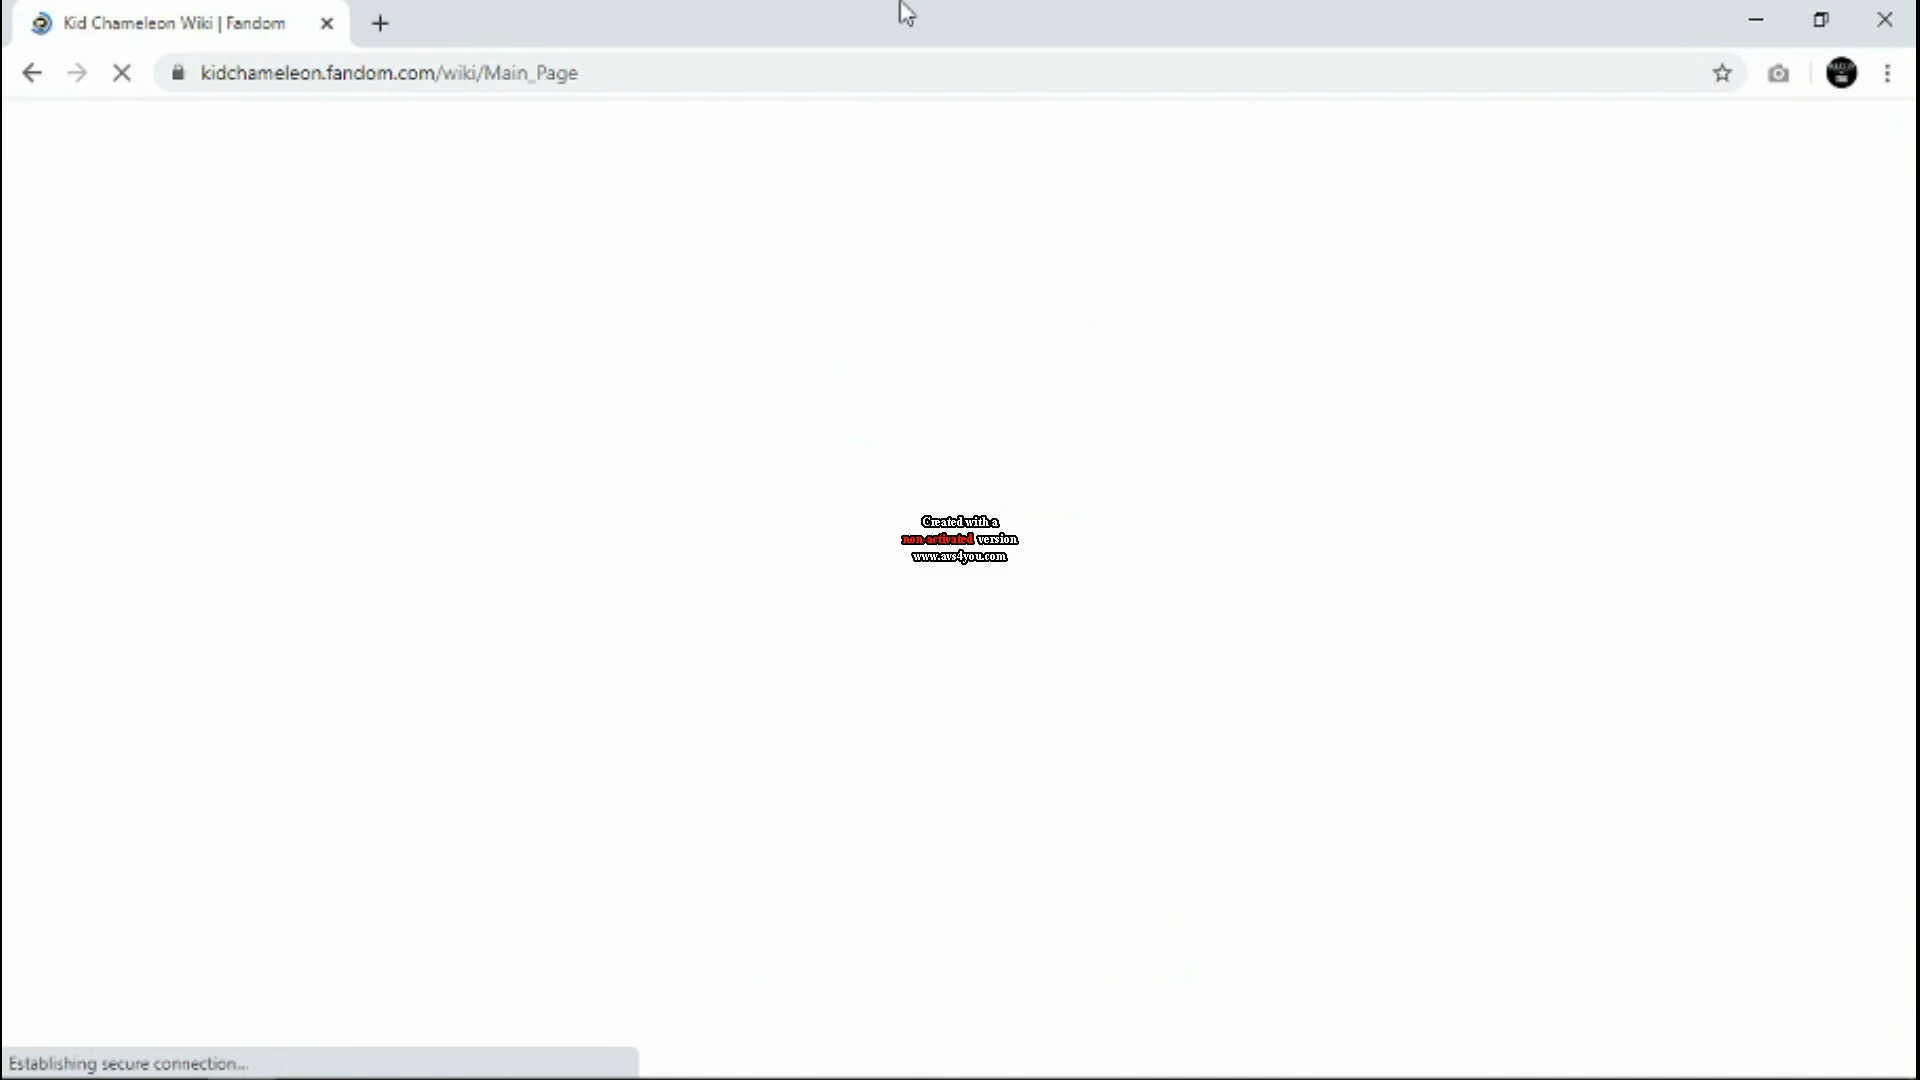 Kid Chameleon Wiki | Fandom
kidchameleon.fandom.com/wiki/Main_Page
Created with a
non-activated version
www.avs4you.com
Establishing secure connection...